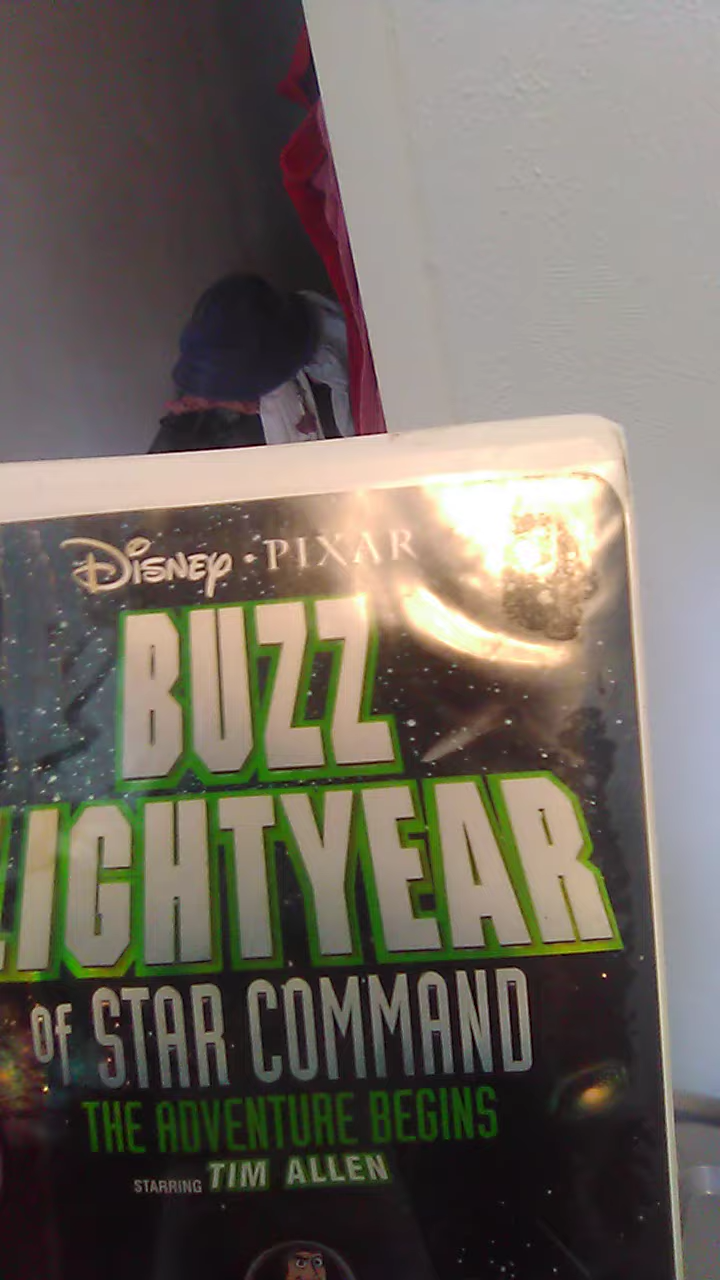 DISNEY · PIXAR
BUZZ
LIGHTYEAR
OF STAR COMMAND
THE ADVENTURE BEGINS
STARRING TIM ALLEN